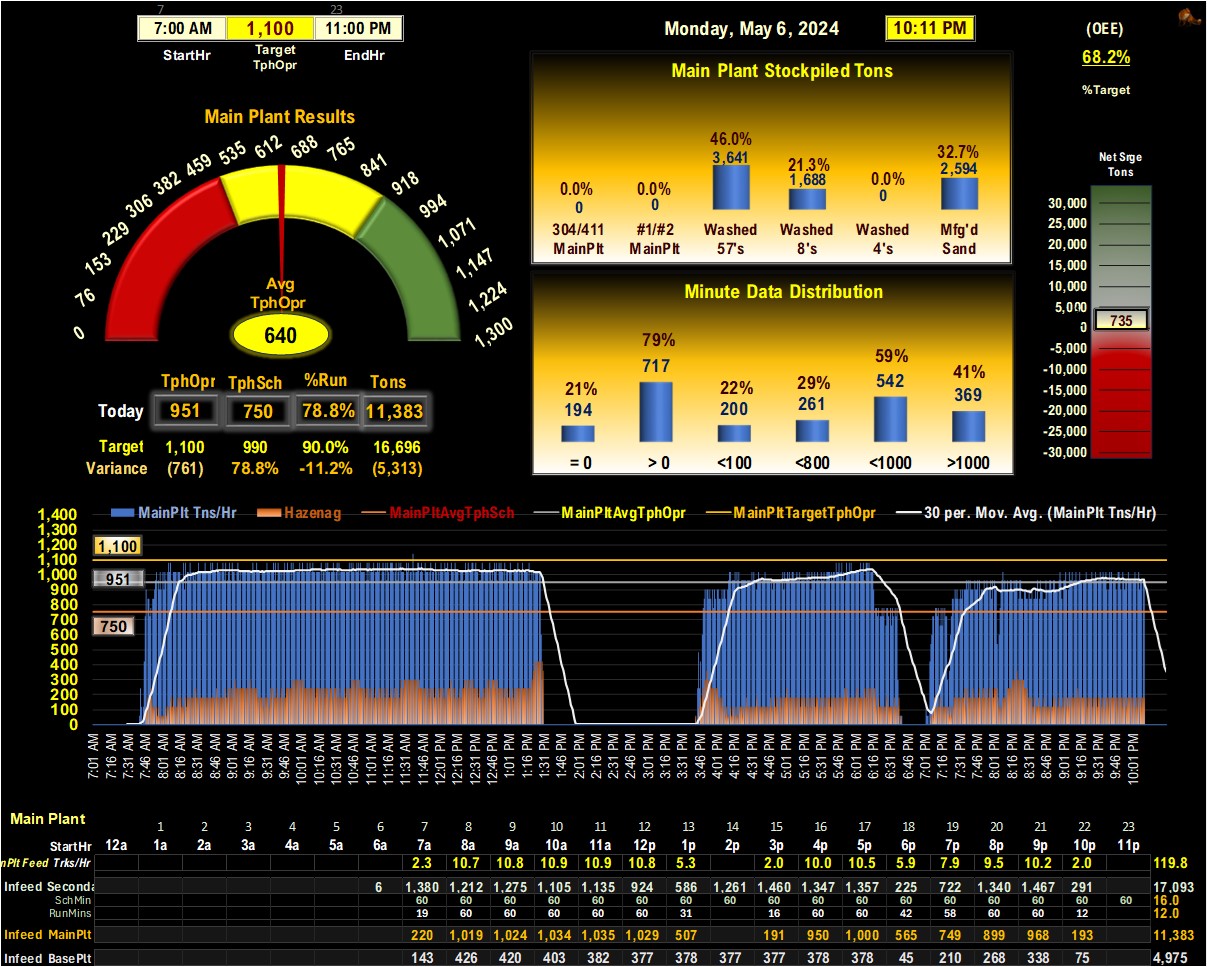 7 23
7:00 AM 1,100 11:00 PM
StartHr Target TphOpr EndHr
Monday, May 6, 2024 10:11 PM
(OEE)
68.2%
%Target
Main Plant Results
0 76 153 229 306 382 459 535 612 688 765 841 918 994 1,071 1,147 1,224 1,300
Avg
TphOpr
640
TphOpr TphSch %Run Tons
Today 951 750 78.8% 11,383
Target 1,100 990 90.0% 16,696
Variance (761) 78.8% -11.2% (5,313)
Main Plant Stockpiled Tons
0.0% 0.0% 46.0% 21.3% 0.0% 32.7%
0 0 3,641 1,688 0 2,594
304/411 #1/#2 Washed Washed Washed Mfg'd
MainPlt MainPlt 57's 8's 4's Sand
Minute Data Distribution
21% 79% 22% 29% 59% 41%
194 717 200 261 542 369
= 0 > 0 <100 <800 <1000 >1000
Net Srge
Tons
30,000
25,000
20,000
15,000
10,000
5,000
0
735
-5,000
-10,000
-15,000
-20,000
-25,000
-30,000
MainPlt Tns/Hr Hazenag MainPltAvgTphSch MainPltAvgTphOpr MainPltTargetTphOpr 30 per. Mov. Avg. (MainPlt Tns/Hr)
1,400
1,300
1,200
1,100
1,000
900
800
700
600
500
400
300
200
100
0
1,100
951
750
7:01 AM 7:16 AM 7:31 AM 7:46 AM 8:01 AM 8:16 AM 8:31 AM 8:46 AM 9:01 AM 9:16 AM 9:31 AM 9:46 AM 10:01 AM 10:16 AM 10:31 AM 10:46 AM 11:01 AM 11:16 AM 11:31 AM 11:46 AM 12:01 PM 12:16 PM 12:31 PM 12:46 PM 1:01 PM 1:16 PM 1:31 PM 1:46 PM 2:01 PM 2:16 PM 2:31 PM 2:46 PM 3:01 PM 3:16 PM 3:31 PM 3:46 PM 4:01 PM 4:16 PM 4:31 PM 4:46 PM 5:01 PM 5:16 PM 5:31 PM 5:46 PM 6:01 PM 6:16 PM 6:31 PM 6:46 PM 7:01 PM 7:16 PM 7:31 PM 7:46 PM 8:01 PM 8:16 PM 8:31 PM 8:46 PM 9:01 PM 9:16 PM 9:31 PM 9:46 PM 10:01 PM
Main Plant
1 2 3 4 5 6 7 8 9 10 11 12 13 14 15 16 17 18 19 20 21 22 23
StartHr 12a 1a 2a 3a 4a 5a 6a 7a 8a 9a 10a 11a 12p 1p 2p 3p 4p 5p 6p 7p 8p 9p 10p 11p
nPlt Feed Trks/Hr 2.3 10.7 10.8 10.9 10.9 10.8 5.3 2.0 10.0 10.5 5.9 7.9 9.5 10.2 2.0 119.8
Infeed Seconda 6 1,380 1,212 1,275 1,105 1,135 924 586 1,261 1,460 1,347 1,357 225 722 1,340 1,467 291 17,093
SchMin 60 60 60 60 60 60 60 60 60 60 60 60 60 60 60 60 60 16.0
RunMins 19 60 60 60 60 60 31 16 60 60 42 58 60 60 12 12.0
Infeed MainPlt 220 1,019 1,024 1,034 1,035 1,029 507 191 950 1,000 565 749 899 968 193 11,383
Infeed BasePlt 143 426 420 403 382 377 378 377 377 378 378 45 210 268 338 75 4,975